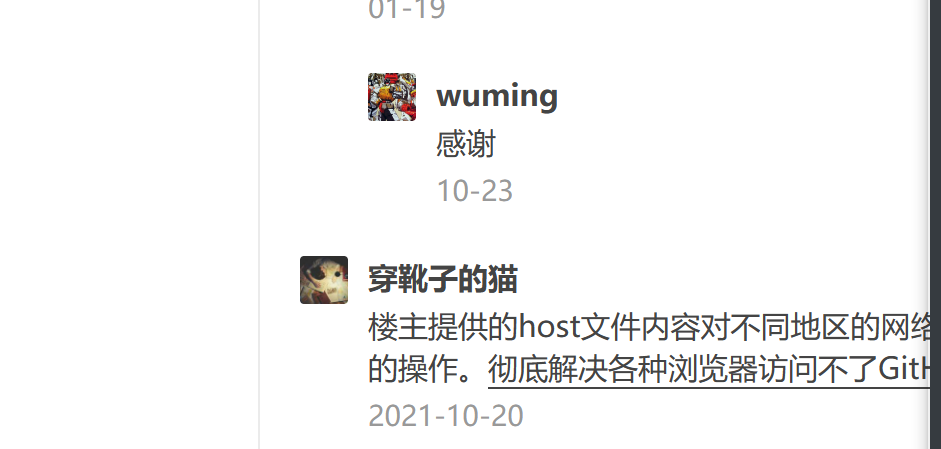 01-19
wuming
感谢
10-23
穿靴子的猫
楼主提供的host文件内容对不同地区的网络
的操作。彻底解决各种浏览器访问不了GitH
2021-10-20